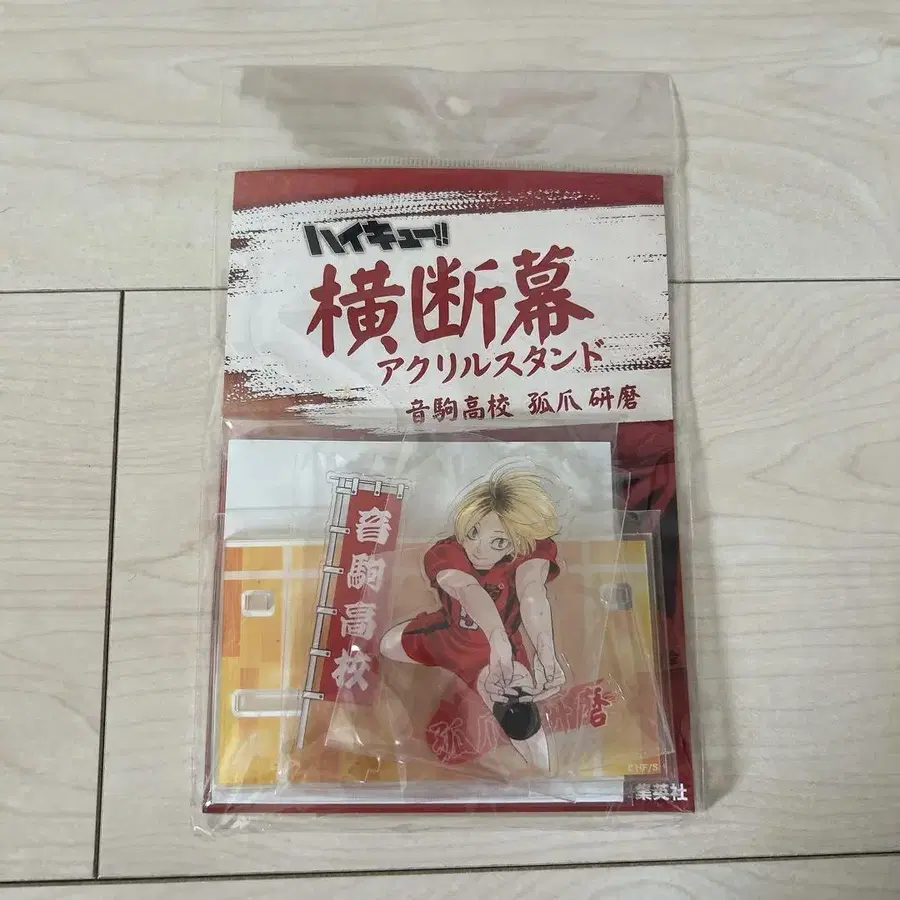 ハイキュー!!
横断幕
アクリルスタンド
音駒高校 孤爪 研磨
音駒高校
孤爪研磨
集英社